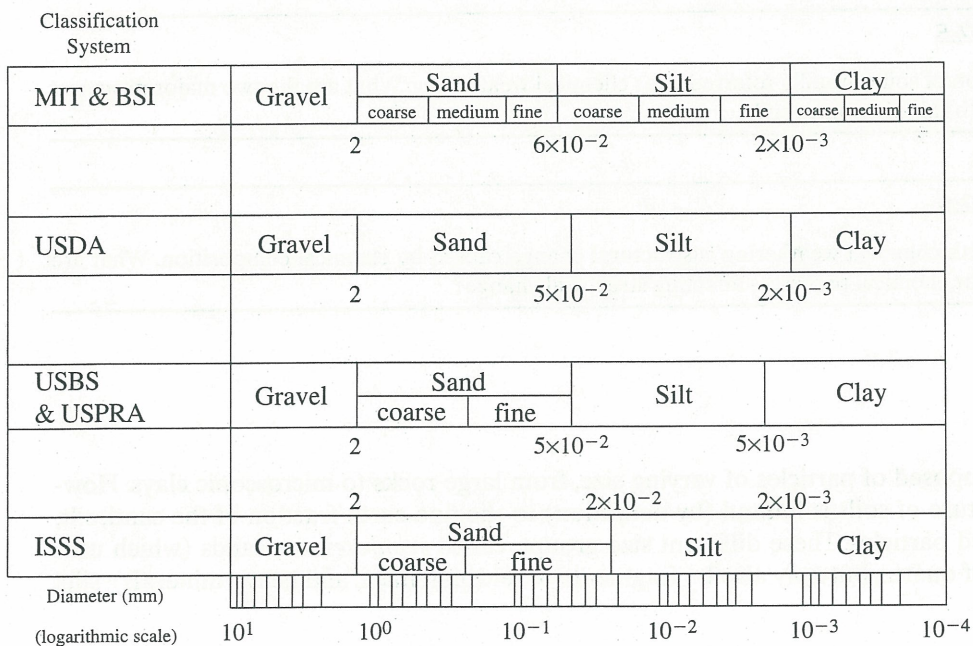 Classification
System
MIT & BSI Gravel Sand Silt Clay
coarse medium fine coarse medium fine coarse medium fine
2 6×10⁻² 2×10⁻³
USDA Gravel Sand Silt Clay
2 5×10⁻² 2×10⁻³
USBS
& USPRA Gravel Sand Silt Clay
coarse fine
2 5×10⁻² 5×10⁻³
2 2×10⁻² 2×10⁻³
ISSS Gravel Sand Silt Clay
coarse fine
Diameter (mm)
(logarithmic scale) 10¹ 10⁰ 10⁻¹ 10⁻² 10⁻³ 10⁻⁴